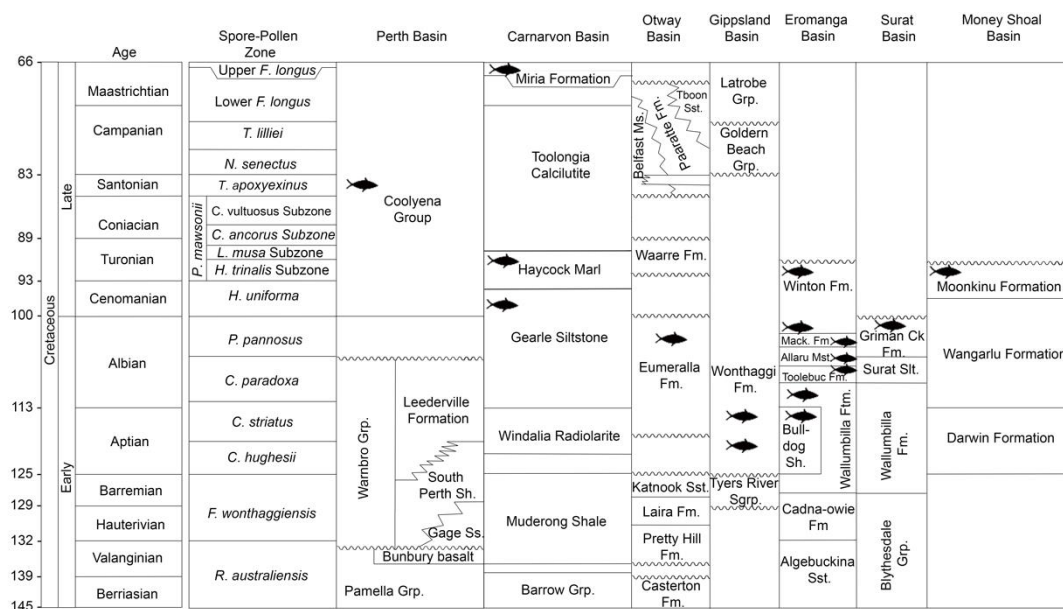 Age
Spore-Pollen
Zone
Perth Basin
Carnarvon Basin
Otway
Basin
Gippsland
Basin
Eromanga
Basin
Surat
Basin
Money Shoal
Basin
66
83
89
93
100
113
125
129
132
139
145
Cretaceous
Late
Early
Maastrichtian
Campanian
Santonian
Coniacian
Turonian
Cenomanian
Albian
Aptian
Barremian
Hauterivian
Valanginian
Berriasian
Upper F. longus
Lower F. longus
T. lilliei
N. senectus
T. apoxyexinus
P. mawsonii
C. vultuosus Subzone
C. ancorus Subzone
L. musa Subzone
H. trinalis Subzone
H. uniforma
P. pannosus
C. paradoxa
C. striatus
C. hughesii
F. wonthaggiensis
R. australiensis
Coolyena
Group
Warnbro Grp.
Leederville
Formation
South
Perth Sh.
Gage Ss.
Bunbury basalt
Pamella Grp.
Miria Formation
Toolongia
Calcilutite
Haycock Marl
Gearle Siltstone
Windalia Radiolarite
Muderong Shale
Barrow Grp.
Belfast Ms.
Paaratte Fm.
Tboon
Sst.
Waarre Fm.
Eumeralla
Fm.
Katnook Sst.
Laira Fm.
Pretty Hill
Fm.
Casterton
Fm.
Latrobe
Grp.
Goldern
Beach
Grp.
Wonthaggi
Fm.
Tyers River
Sgrp.
Winton Fm.
Mack. Fm.
Allaru Mst.
Toolebuc Fm.
Bull-
dog
Sh.
Wallumbilla Ftm.
Cadna-owie
Fm
Algebuckina
Sst.
Griman Ck
Fm.
Surat Slt.
Wallumbilla
Fm.
Blythesdale
Grp.
Moonkinu Formation
Wangarlu Formation
Darwin Formation